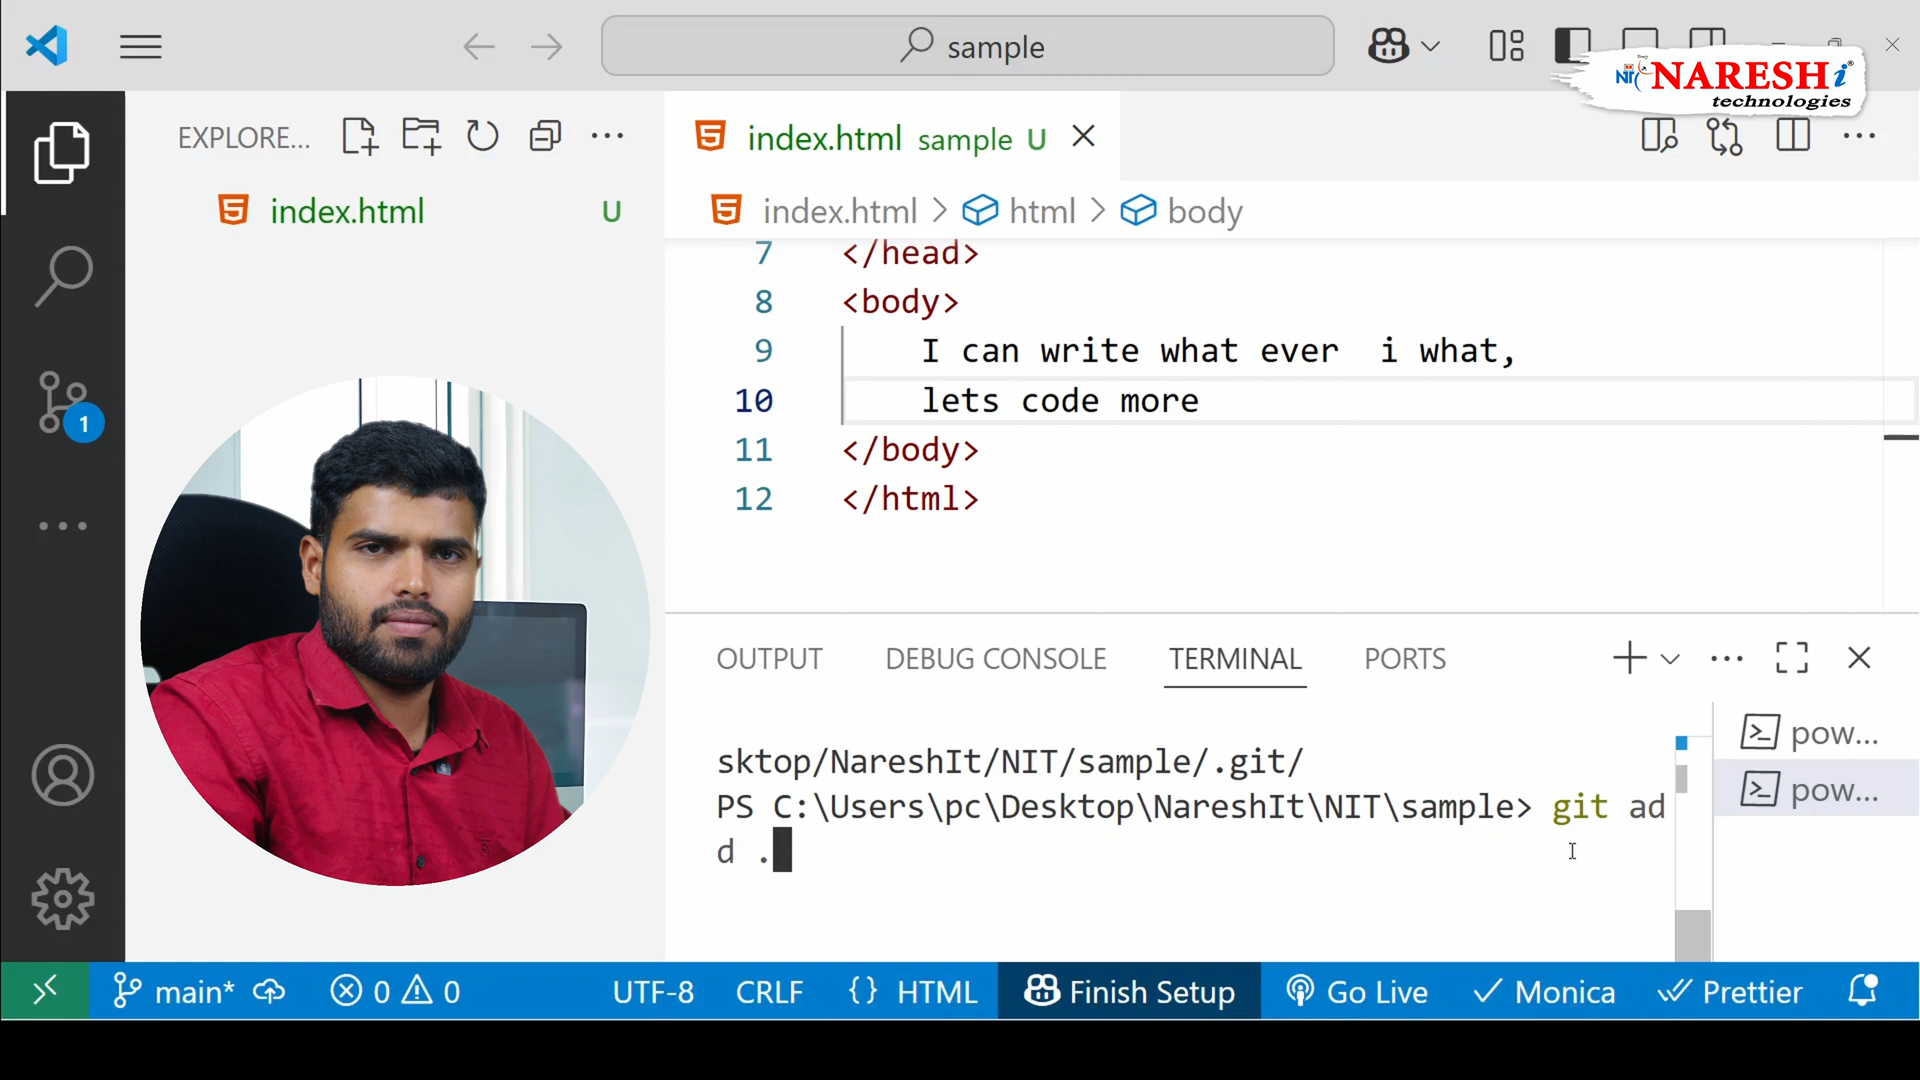 sample
NIT NARESH i
technologies
EXPLORE...
index.html sample U
index.html U
index.html > html > body
7 </head>
8 <body>
9 I can write what ever i what,
10 lets code more
11 </body>
12 </html>
1
OUTPUT DEBUG CONSOLE TERMINAL PORTS
sktop/NareshIt/NIT/sample/.git/
PS C:\Users\pc\Desktop\NareshIt\NIT\sample> git ad
d .
pow...
pow...
main* 0 0 UTF-8 CRLF {} HTML Finish Setup Go Live Monica Prettier